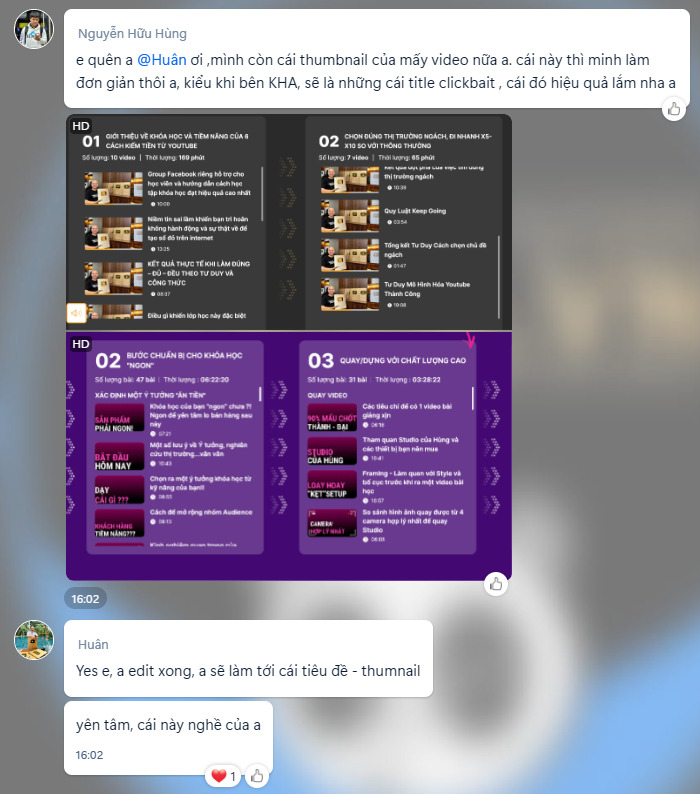 Nguyễn Hữu Hùng
e quên a @Huân ơi ,mình còn cái thumbnail của mấy video nữa a. cái này thì minh làm
đơn giản thôi a, kiểu khi bên KHA, sẽ là những cái title clickbait , cái đó hiệu quả lắm nha a
HD
01 GIỚI THIỆU VỀ KHÓA HỌC VÀ TIỀM NĂNG CỦA 6
CÁCH KIẾM TIỀN TỪ YOUTUBE
Số lượng: 10 video | Thời lượng: 169 phút
Group Facebook riêng hỗ trợ cho
học viên và hướng dẫn cách học
tập khóa học đạt hiệu quả cao nhất
10:00
Niềm tin sai lầm khiến bạn trì hoãn
không hành động và sự thật về để
tạo số đố trên internet
13:25
KẾT QUẢ THỰC TẾ KHI LÀM ĐÚNG
- ĐỦ - ĐỀU THEO TƯ DUY VÀ
CÔNG THỨC
08:37
Điều gì khiến lớp học này đặc biệt
02 CHỌN ĐÚNG THỊ TRƯỜNG NGÁCH, ĐI NHANH X5-
X10 SO VỚI THÔNG THƯỜNG
Số lượng: 7 video | Thời lượng: 65 phút
thị trường ngách
10:39
Quy Luật Keep Going
03:54
Tổng kết Tư Duy Cách chọn chủ đề
ngách
01:47
Tư Duy Mô Hình Hóa Youtube
Thành Công
19:08
HD
02 BƯỚC CHUẨN BỊ CHO KHÓA HỌC
"NGON"
Số lượng bài: 47 bài | Thời lượng : 06:22:20
XÁC ĐỊNH MỘT Ý TƯỞNG "ĂN TIỀN"
SẢN PHẨM
PHẢI NGON!
Khóa học của bạn "ngon" chưa ?!
Ngon để yên tâm lo bán hàng sau
này
07:21
BẮT ĐẦU
HÔM NAY
Một số lưu ý về Ý tưởng, nghiên
cứu thị trường...vân vân
10:43
DẠY
CÁI GÌ ???
Chọn ra một ý tưởng khóa học từ
kỹ năng của bạn!!
08:53
KHÁCH HÀNG
TIỀM NĂNG???
Cách để mở rộng nhóm Audience
08:13
Kinh nghiệm quan trọng của
03 QUAY/DỰNG VỚI CHẤT LƯỢNG CAO
Số lượng bài: 31 bài | Thời lượng : 03:28:22
QUAY VIDEO
90% MẤU CHỐT
THÀNH - BẠI
Các tiêu chí để có 1 video bài
giảng xịn
06:16
STUDIO
CỦA HÙNG
Tham quan Studio của Hùng và
các thiết bị bạn nên mua
10:41
LOAY HOAY
KẸT SETUP
Framing - Làm quen với Style và
bố cục trước khi ra một video bài
học
10:57
CAMERA
HỢP LÝ NHẤT
So sánh hình ảnh quay được từ 4
camera hợp lý nhất để quay
Studio
08:03
16:02
Huân
Yes e, a edit xong, a sẽ làm tới cái tiêu đề - thumnail
yên tâm, cái này nghề của a
16:02
1